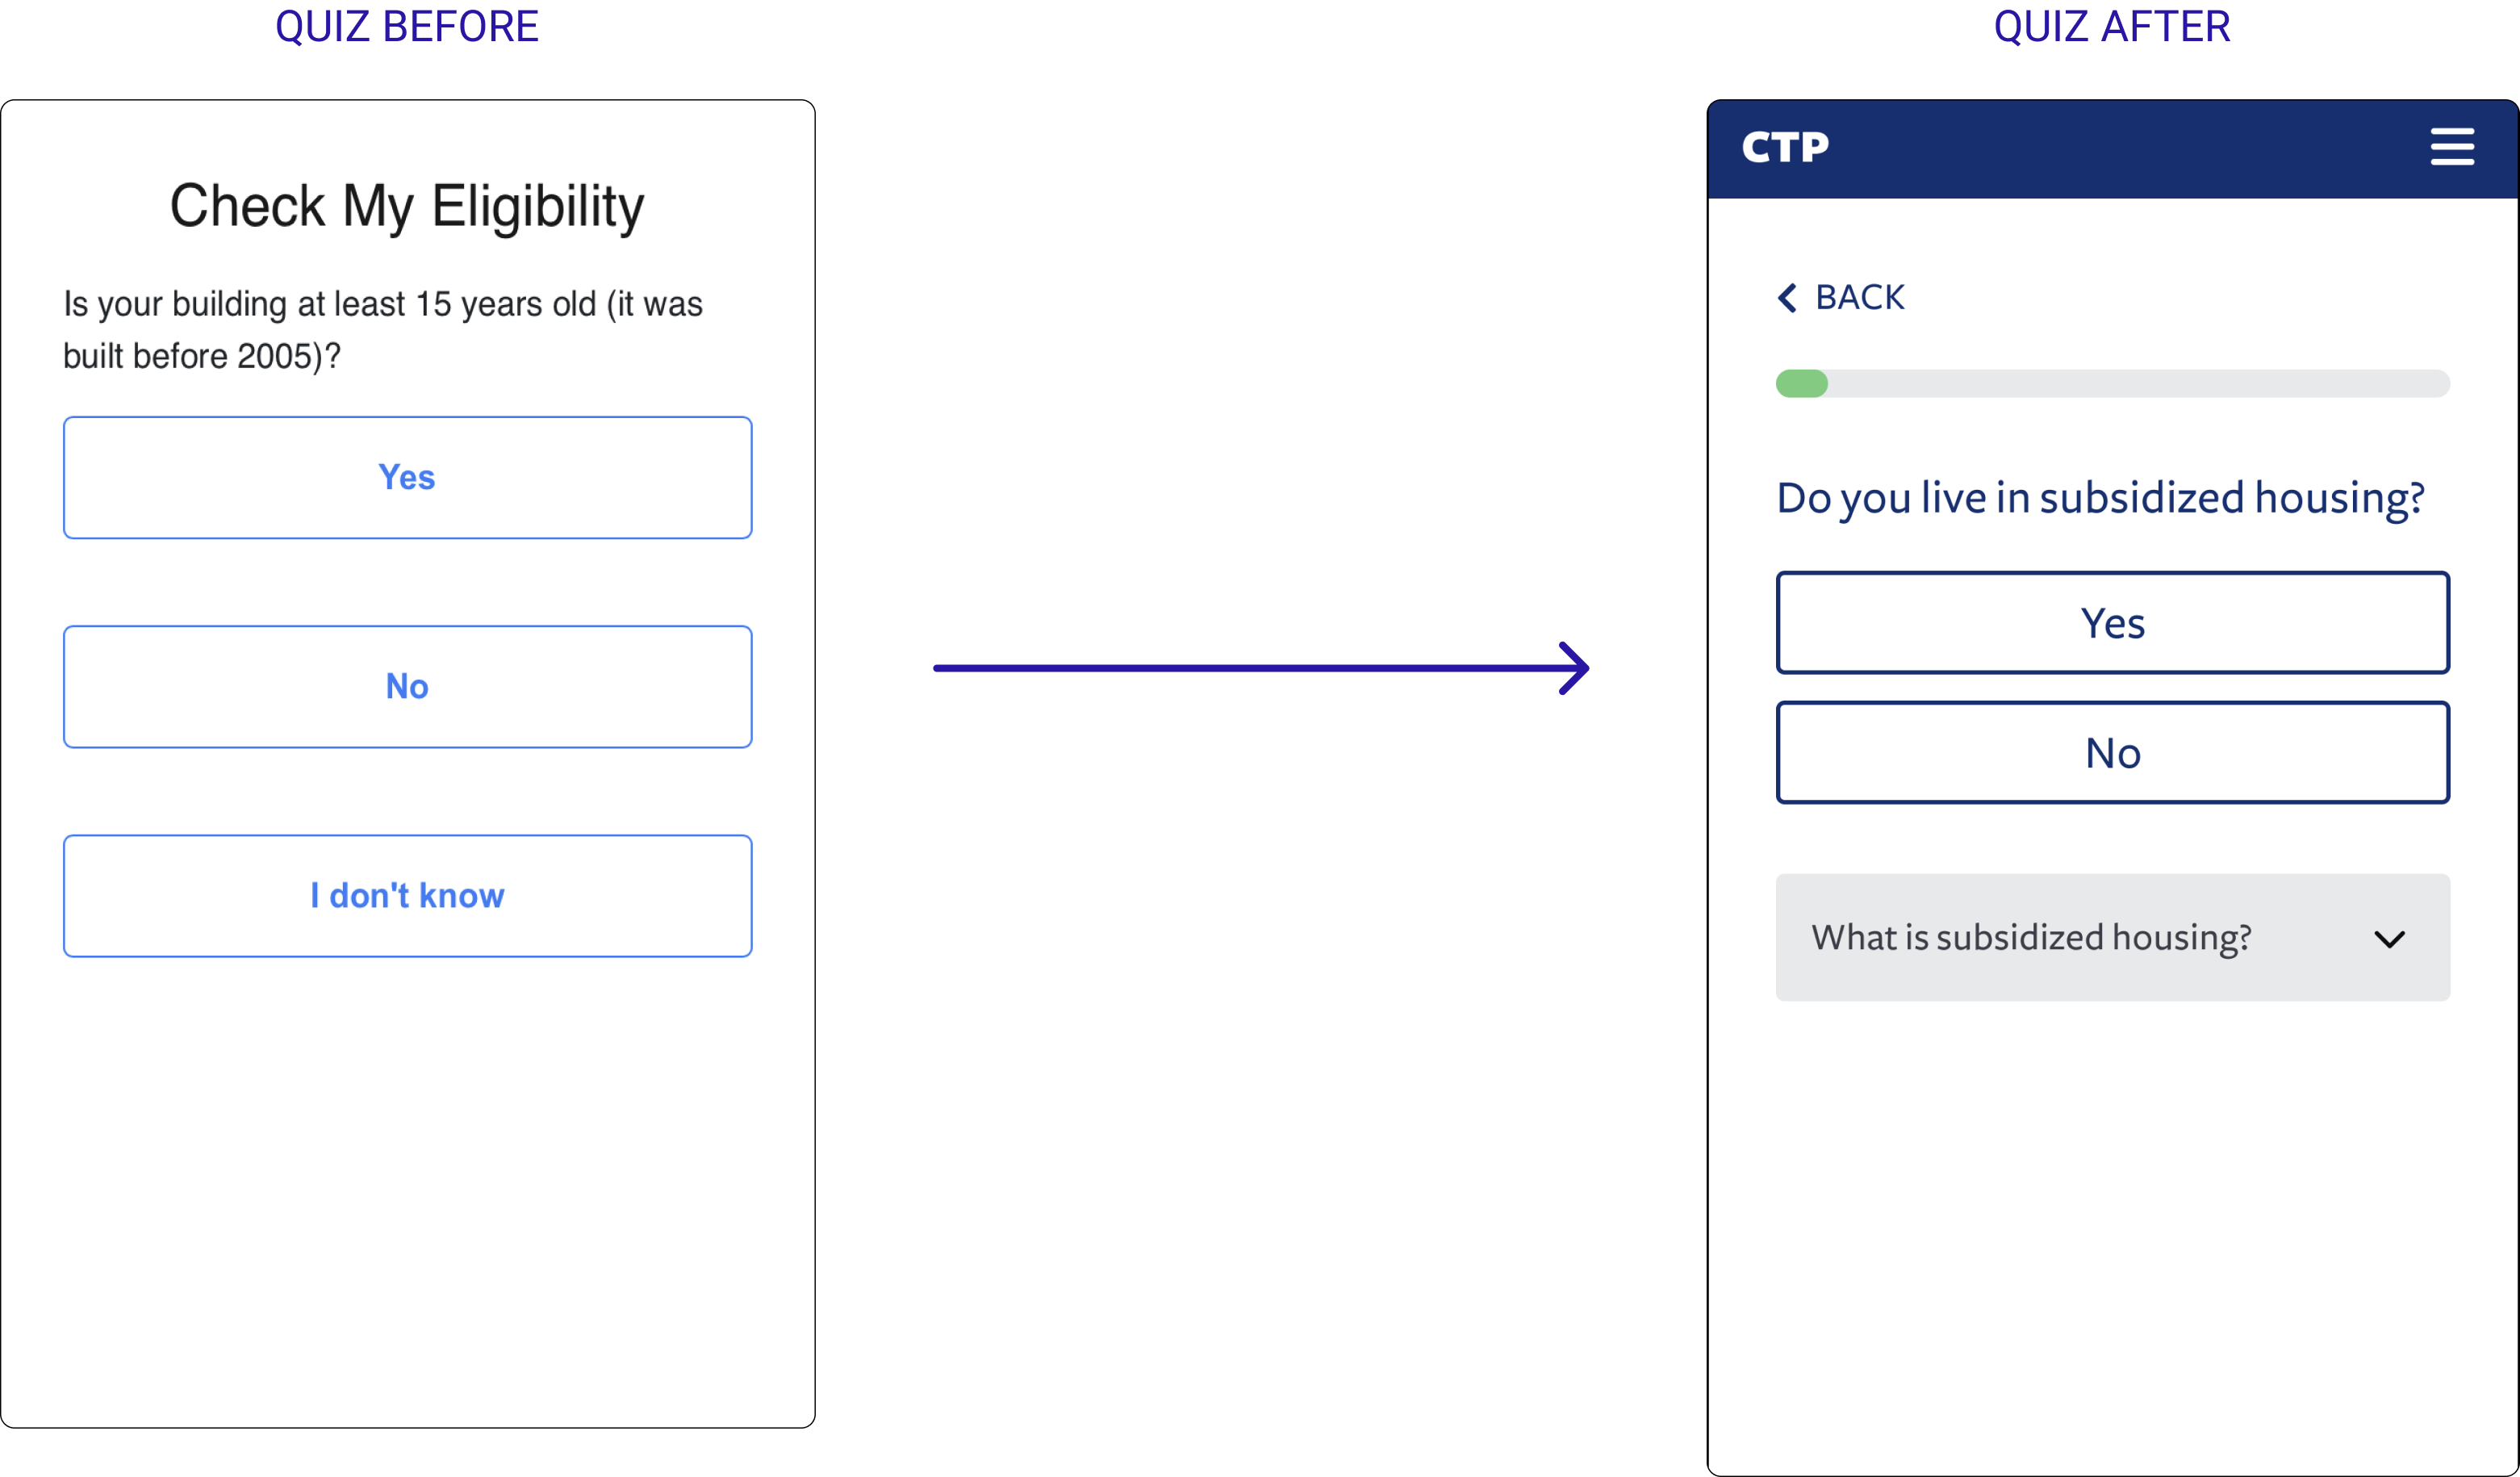 QUIZ BEFORE
Check My Eligibility
Is your building at least 15 years old (it was
built before 2005)?
Yes
No
I don't know
QUIZ AFTER
CTP
BACK
Do you live in subsidized housing?
Yes
No
What is subsidized housing?